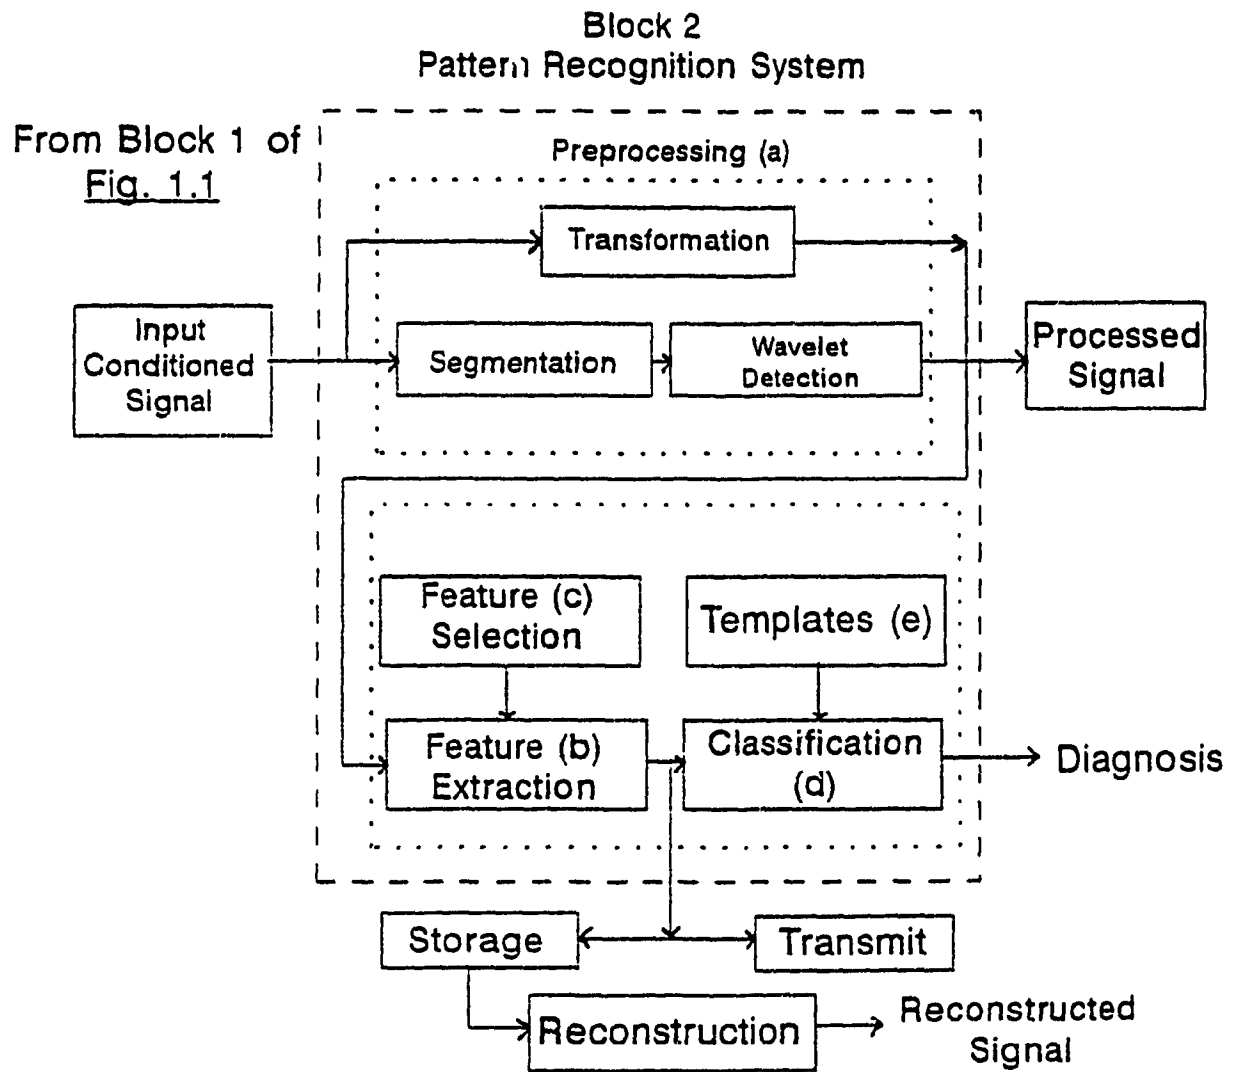 Block 2
Pattern Recognition System
From Block 1 of
Fig. 1.1
Preprocessing (a)
Transformation
Input
Conditioned
Signal
Segmentation
Wavelet
Detection
Processed
Signal
Feature (c)
Selection
Templates (e)
Feature (b)
Extraction
Classification
(d)
Diagnosis
Storage
Transmit
Reconstruction
Reconstructed
Signal